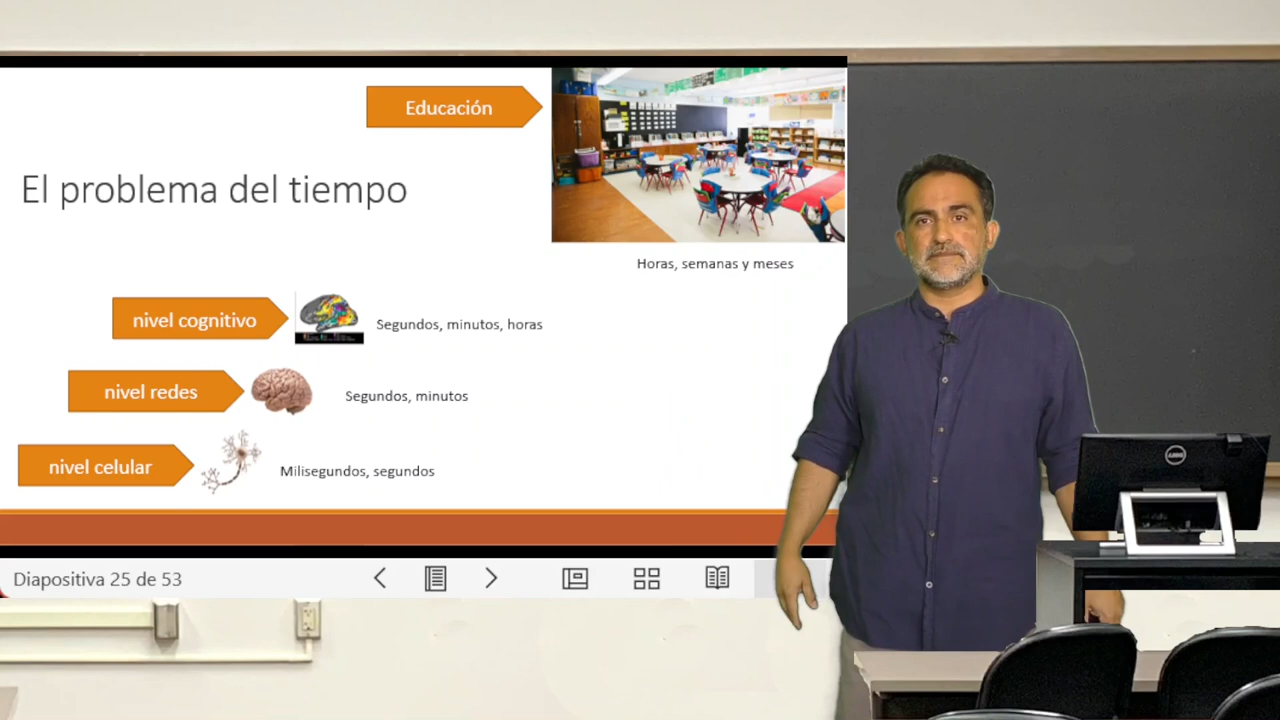 Educación
El problema del tiempo
Horas, semanas y meses
nivel cognitivo
Segundos, minutos, horas
nivel redes
Segundos, minutos
nivel celular
Milisegundos, segundos
Diapositiva 25 de 53
DELL